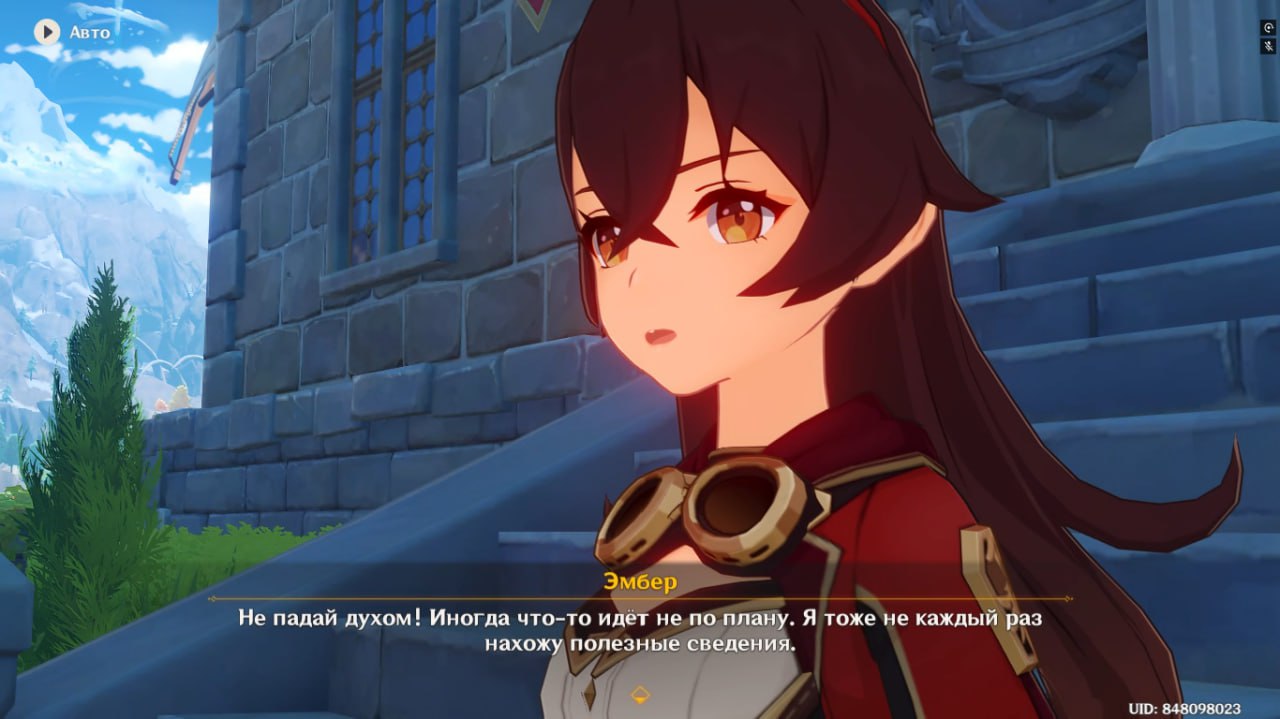 Авто
Эмбер
Не падай духом! Иногда что-то идёт не по плану. Я тоже не каждый раз
нахожу полезные сведения.
UID: 848098023